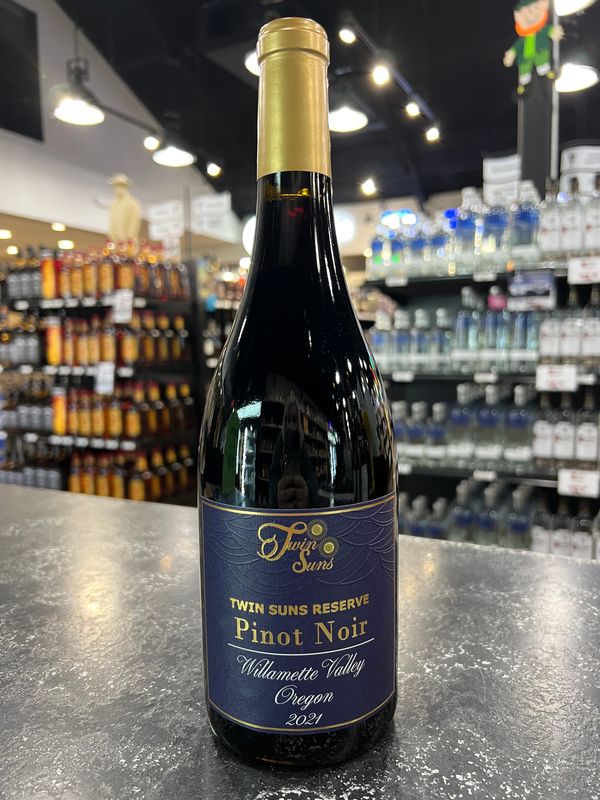 Twin
Suns
TWIN SUNS RESERVE
Pinot Noir
Willamette Valley
Oregon
2021